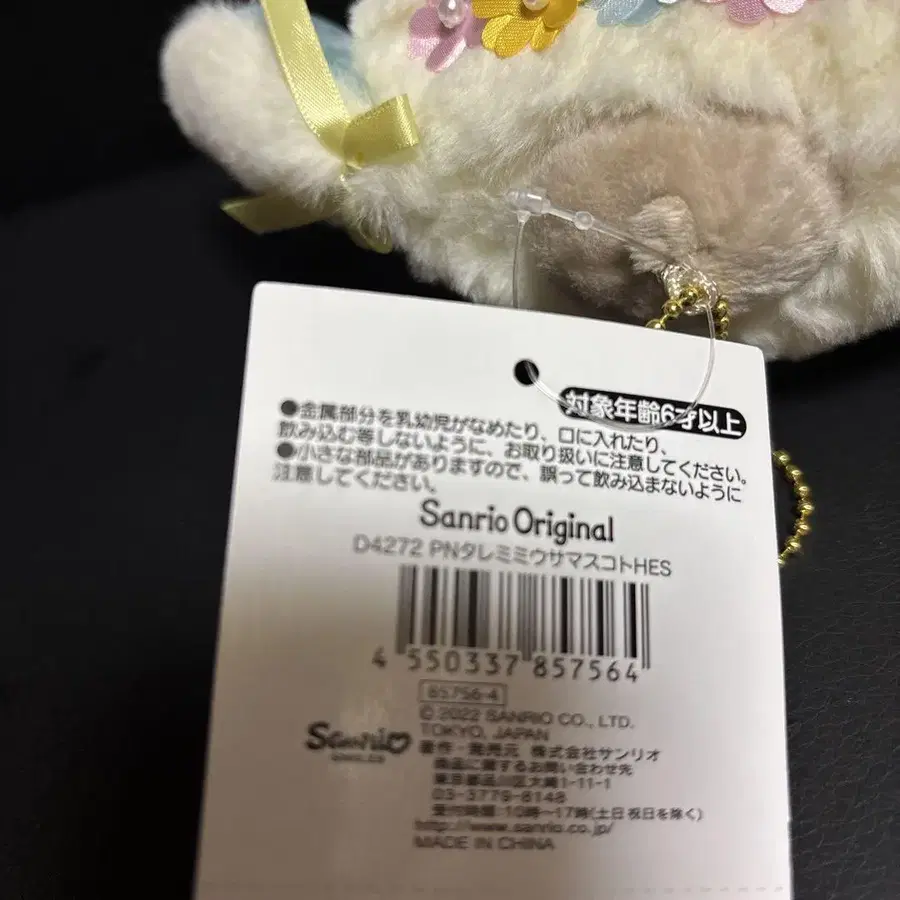 対象年齢6才以上
●金属部分を乳幼児がなめたり、口に入れたり、
飲み込む等しないように、お取り扱いに注意してください。
●小さな部品がありますので、誤って飲み込まないように
注意してください。
Sanrio Original
D4272 PNタレミミウサマスコトHES
4 550337 857564
85756-4
© 2022 SANRIO CO., LTD.
TOKYO, JAPAN
Sanrio
著作・発売元 株式会社サンリオ
商品に関するお問い合わせ先
東京都品川区大崎1-11-1
03-3779-8148
受付時間:10時〜17時(土日祝日を除く)
http://www.sanrio.co.jp/
MADE IN CHINA